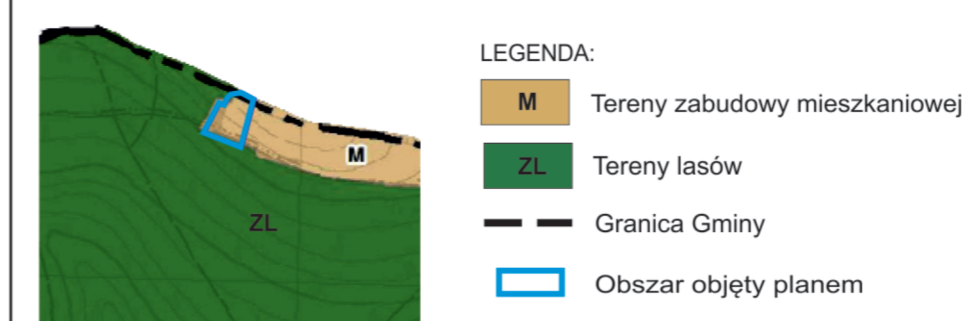 LEGENDA:
M Tereny zabudowy mieszkaniowej
ZL Tereny lasów
Granica Gminy
Obszar objęty planem
M
ZL